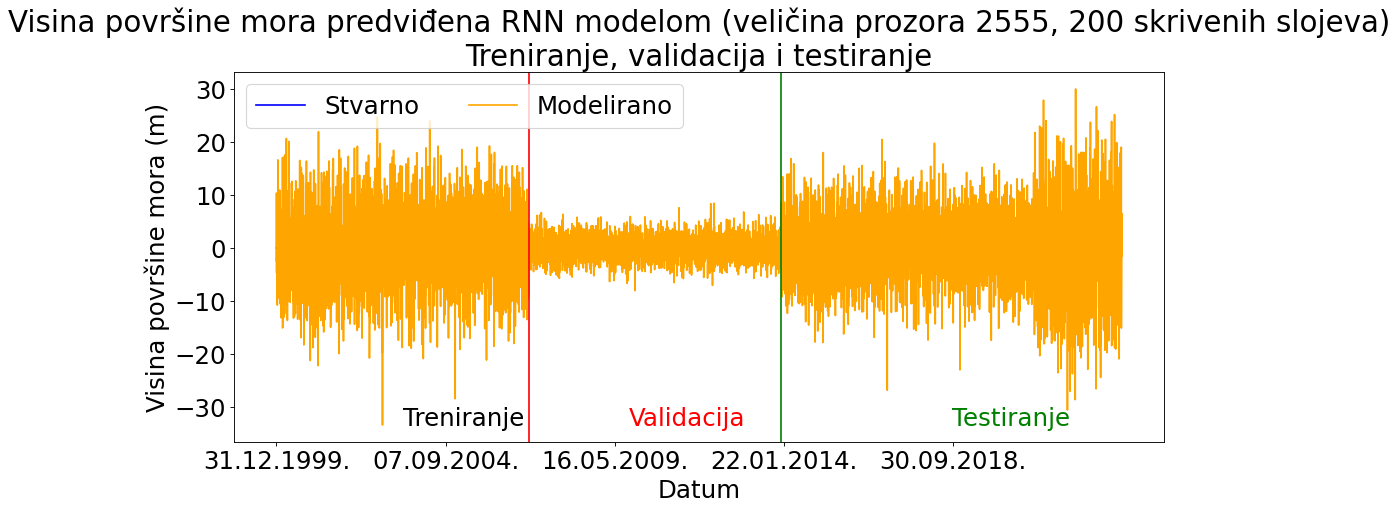 Visina površine mora predviđena RNN modelom (veličina prozora 2555, 200 skrivenih slojeva)
Treniranje, validacija i testiranje
Stvarno
Modelirano
Visina površine mora (m)
30
20
10
0
−10
−20
−30
Treniranje
Validacija
Testiranje
31.12.1999.
07.09.2004.
16.05.2009.
22.01.2014.
30.09.2018.
Datum